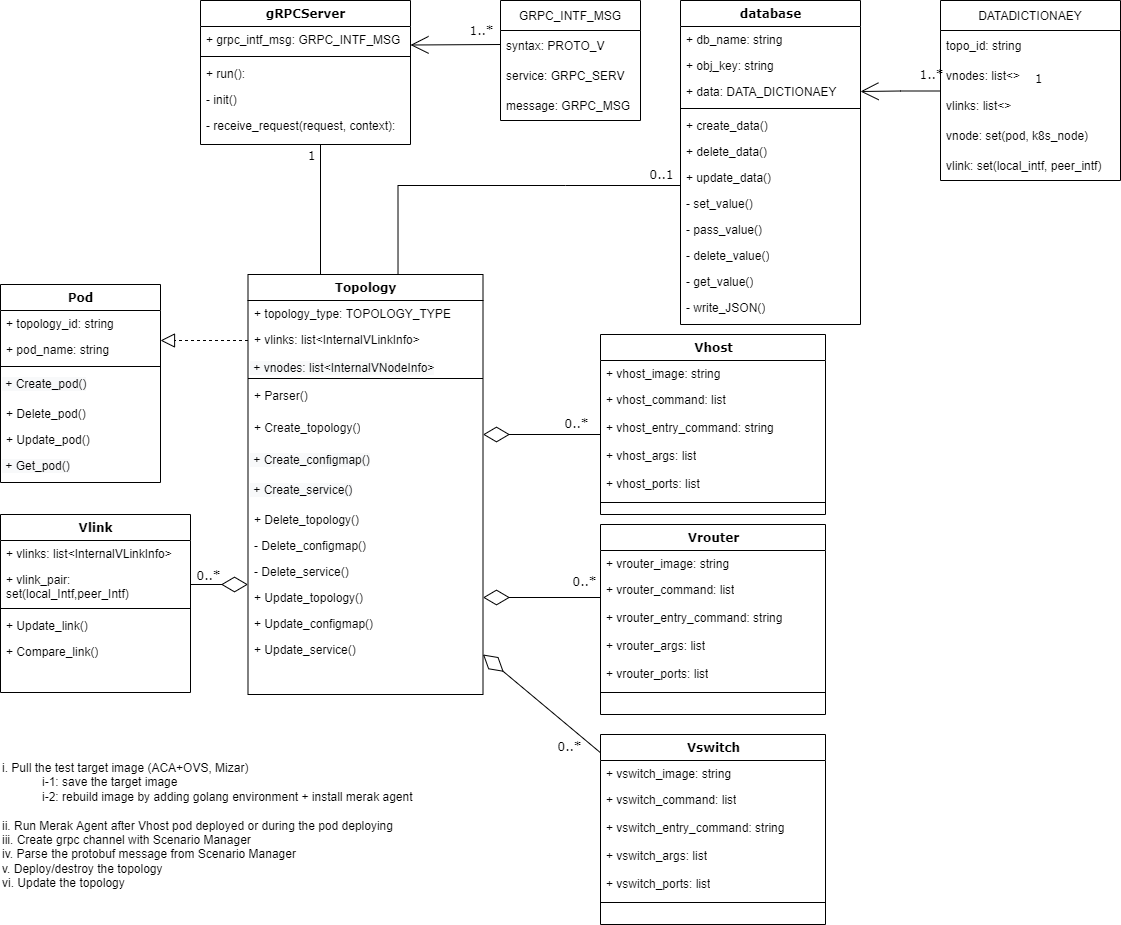 gRPCServer
+ grpc_intf_msg: GRPC_INTF_MSG
+ run():
- init()
- receive_request(request, context):
1
1..*
GRPC_INTF_MSG
syntax: PROTO_V
service: GRPC_SERV
message: GRPC_MSG
database
+ db_name: string
+ obj_key: string
+ data: DATA_DICTIONAEY
+ create_data()
+ delete_data()
+ update_data()
- set_value()
- pass_value()
- delete_value()
- get_value()
- write_JSON()
0..1
1..*
DATADICTIONAEY
topo_id: string
vnodes: list<>
1
vlinks: list<>
vnode: set(pod, k8s_node)
vlink: set(local_intf, peer_intf)
Pod
+ topology_id: string
+ pod_name: string
+ Create_pod()
+ Delete_pod()
+ Update_pod()
+ Get_pod()
Topology
+ topology_type: TOPOLOGY_TYPE
+ vlinks: list<InternalVLinkInfo>
+ vnodes: list<InternalVNodeInfo>
+ Parser()
+ Create_topology()
+ Create_configmap()
+ Create_service()
+ Delete_topology()
- Delete_configmap()
- Delete_service()
+ Update_topology()
+ Update_configmap()
+ Update_service()
Vlink
+ vlinks: list<InternalVLinkInfo>
+ vlink_pair:
set(local_Intf,peer_Intf)
+ Update_link()
+ Compare_link()
0..*
0..*
Vhost
+ vhost_image: string
+ vhost_command: list
+ vhost_entry_command: string
+ vhost_args: list
+ vhost_ports: list
0..*
Vrouter
+ vrouter_image: string
+ vrouter_command: list
+ vrouter_entry_command: string
+ vrouter_args: list
+ vrouter_ports: list
0..*
Vswitch
+ vswitch_image: string
+ vswitch_command: list
+ vswitch_entry_command: string
+ vswitch_args: list
+ vswitch_ports: list
i. Pull the test target image (ACA+OVS, Mizar)
i-1: save the target image
i-2: rebuild image by adding golang environment + install merak agent
ii. Run Merak Agent after Vhost pod deployed or during the pod deploying
iii. Create grpc channel with Scenario Manager
iv. Parse the protobuf message from Scenario Manager
v. Deploy/destroy the topology
vi. Update the topology